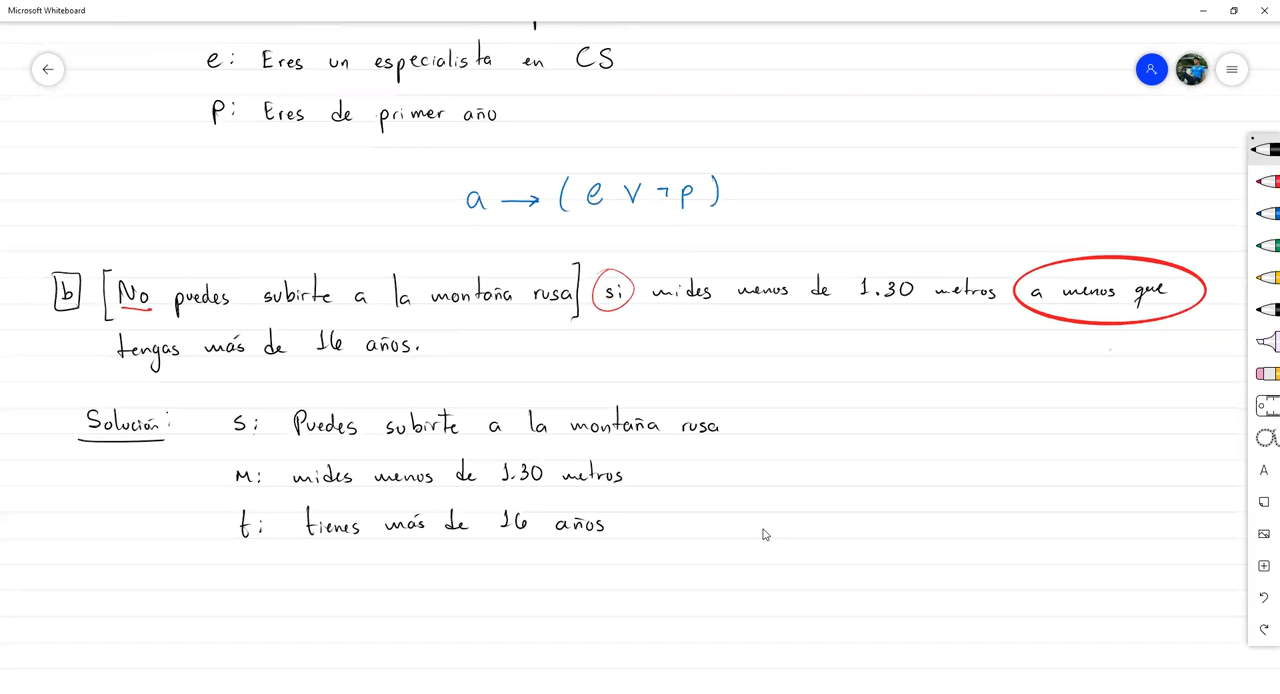 Microsoft Whiteboard
e: Eres un especialista en CS
p: Eres de primer año
a → ( e ∨ ¬ p )
b [No puedes subirte a la montaña rusa] si mides menos de 1.30 metros a menos que
tengas más de 16 años.
Solución: s: Puedes subirte a la montaña rusa
m: mides menos de 1.30 metros
t: tienes más de 16 años
A